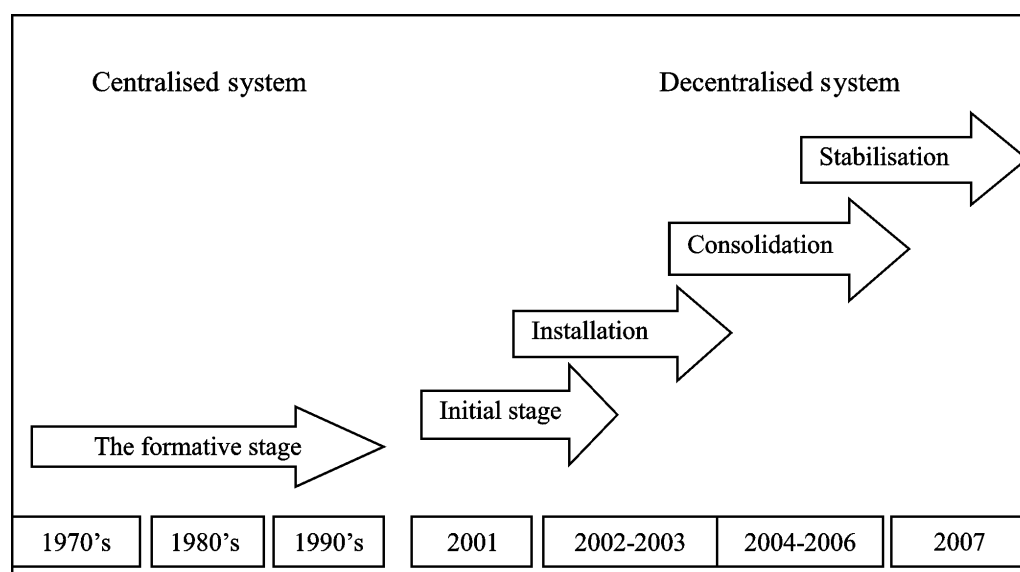 Centralised system
Decentralised system
Stabilisation
Consolidation
Installation
Initial stage
The formative stage
1970’s
1980’s
1990’s
2001
2002-2003
2004-2006
2007